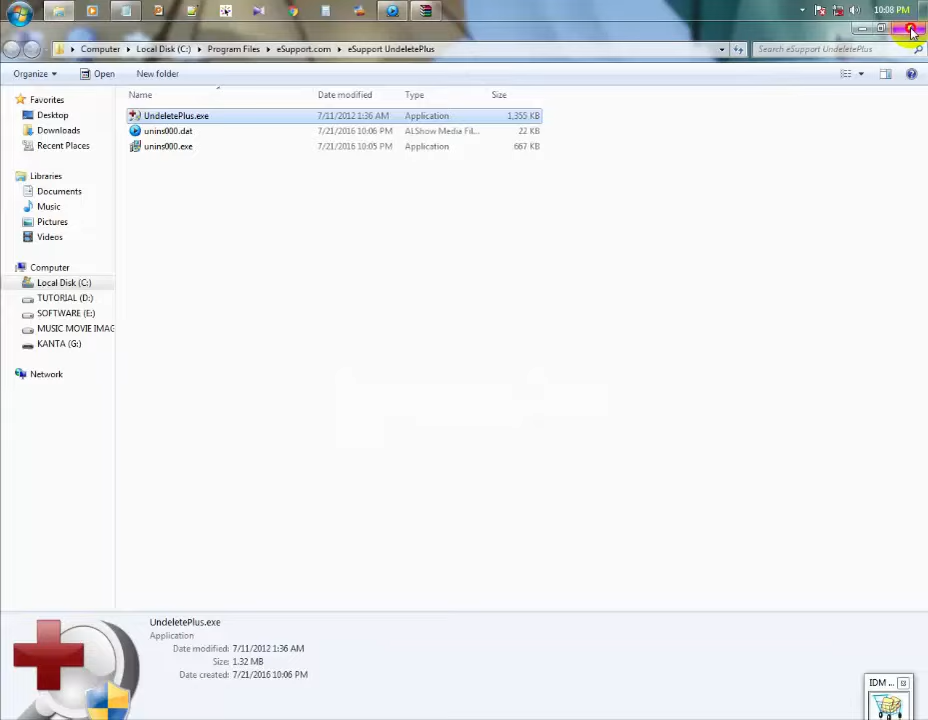 10:08 PM
Computer Local Disk (C:) Program Files eSupport.com eSupport UndeletePlus Search eSupport UndeletePlus
Organize Open New folder
Name Date modified Type Size
UndeletePlus.exe 7/11/2012 1:36 AM Application 1,355 KB
unins000.dat 7/21/2016 10:06 PM ALShow Media Fil... 22 KB
unins000.exe 7/21/2016 10:05 PM Application 667 KB
Favorites
Desktop
Downloads
Recent Places
Libraries
Documents
Music
Pictures
Videos
Computer
Local Disk (C:)
TUTORIAL (D:)
SOFTWARE (E:)
MUSIC MOVIE IMAG
KANTA (G:)
Network
UndeletePlus.exe
Application
Date modified: 7/11/2012 1:36 AM
Size: 1.32 MB
Date created: 7/21/2016 10:06 PM
IDM ...